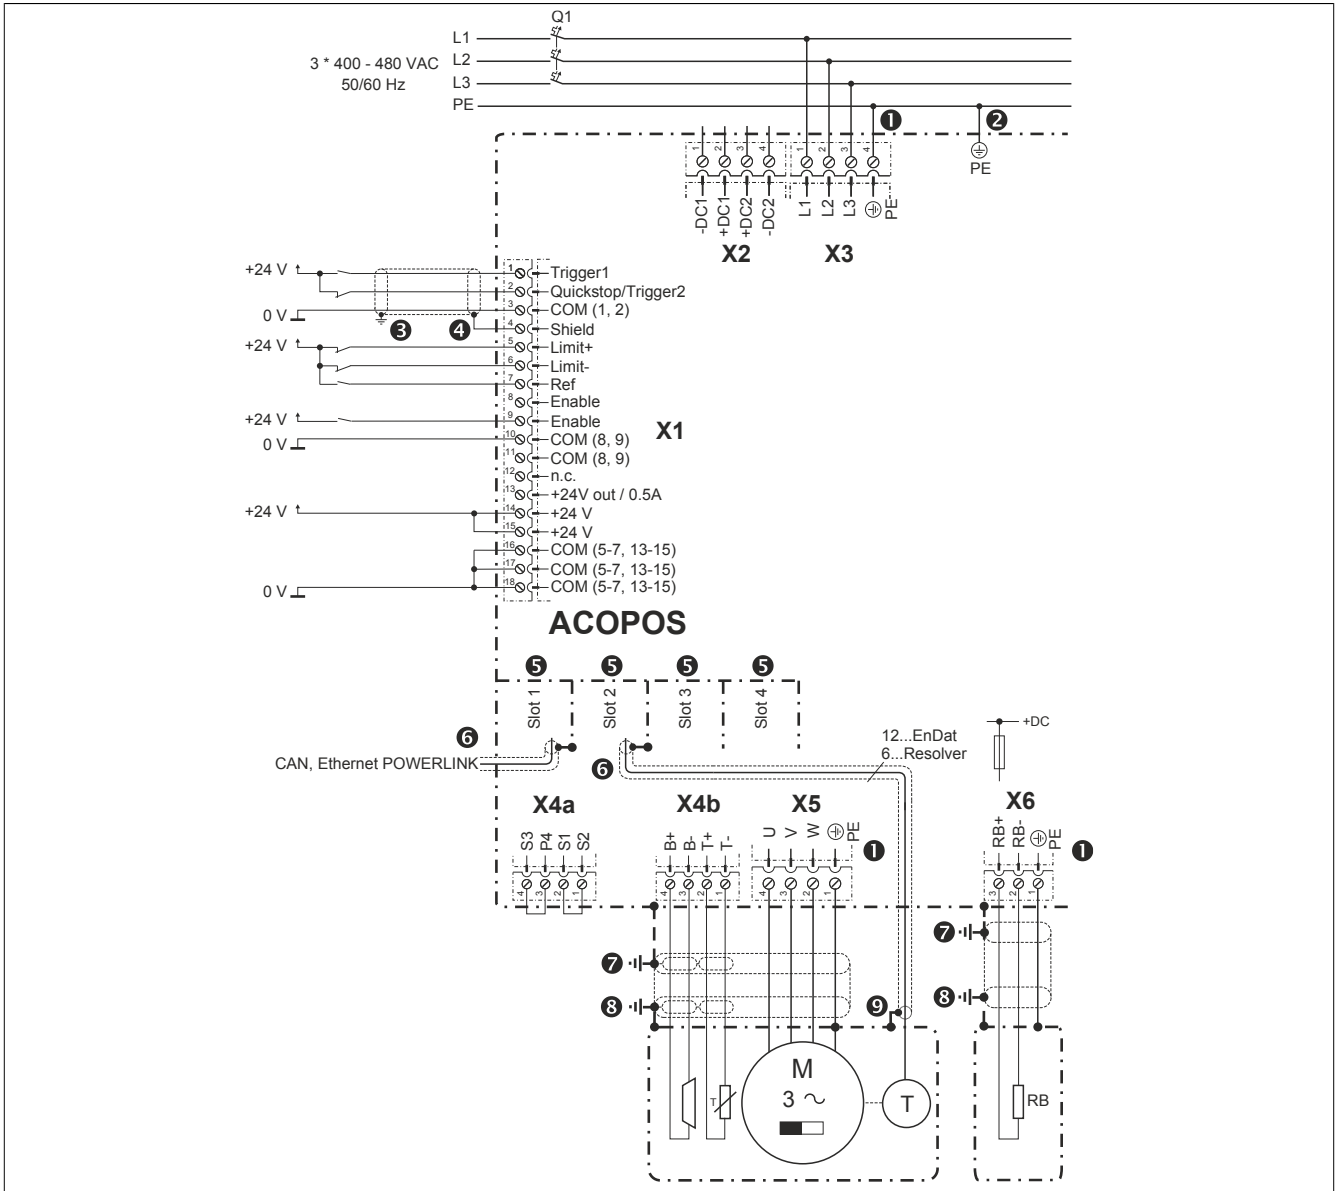 Q1
L1
3 * 400 - 480 VAC L2
50/60 Hz L3
PE
❶ ❷
1 2 3 4 1 2 3 4
PE
-DC1 +DC1 +DC2 -DC2 L1 L2 L3 PE
X2 X3
+24 V 1 Trigger1
2 Quickstop/Trigger2
0 V 3 COM (1, 2)
❸ ❹ 4 Shield
+24 V 5 Limit+
6 Limit-
7 Ref
8 Enable
+24 V 9 Enable
X1
0 V 10 COM (8, 9)
11 COM (8, 9)
12 n.c.
13 +24V out / 0.5A
+24 V 14 +24 V
15 +24 V
16 COM (5-7, 13-15)
17 COM (5-7, 13-15)
0 V 18 COM (5-7, 13-15)
ACOPOS
❺ ❺ ❺ ❺
Slot 1 Slot 2 Slot 3 Slot 4
+DC
12...EnDat
6...Resolver
❻
CAN, Ethernet POWERLINK
❻
X4a X4b X5 X6
S3 P4 S1 S2 B+ B- T+ T- U V W PE ❶ RB+ RB- PE ❶
4 3 2 1 4 3 2 1 4 3 2 1 3 2 1
❼ ❼
❽ ❾ ❽
M
3 ~
T
T
RB